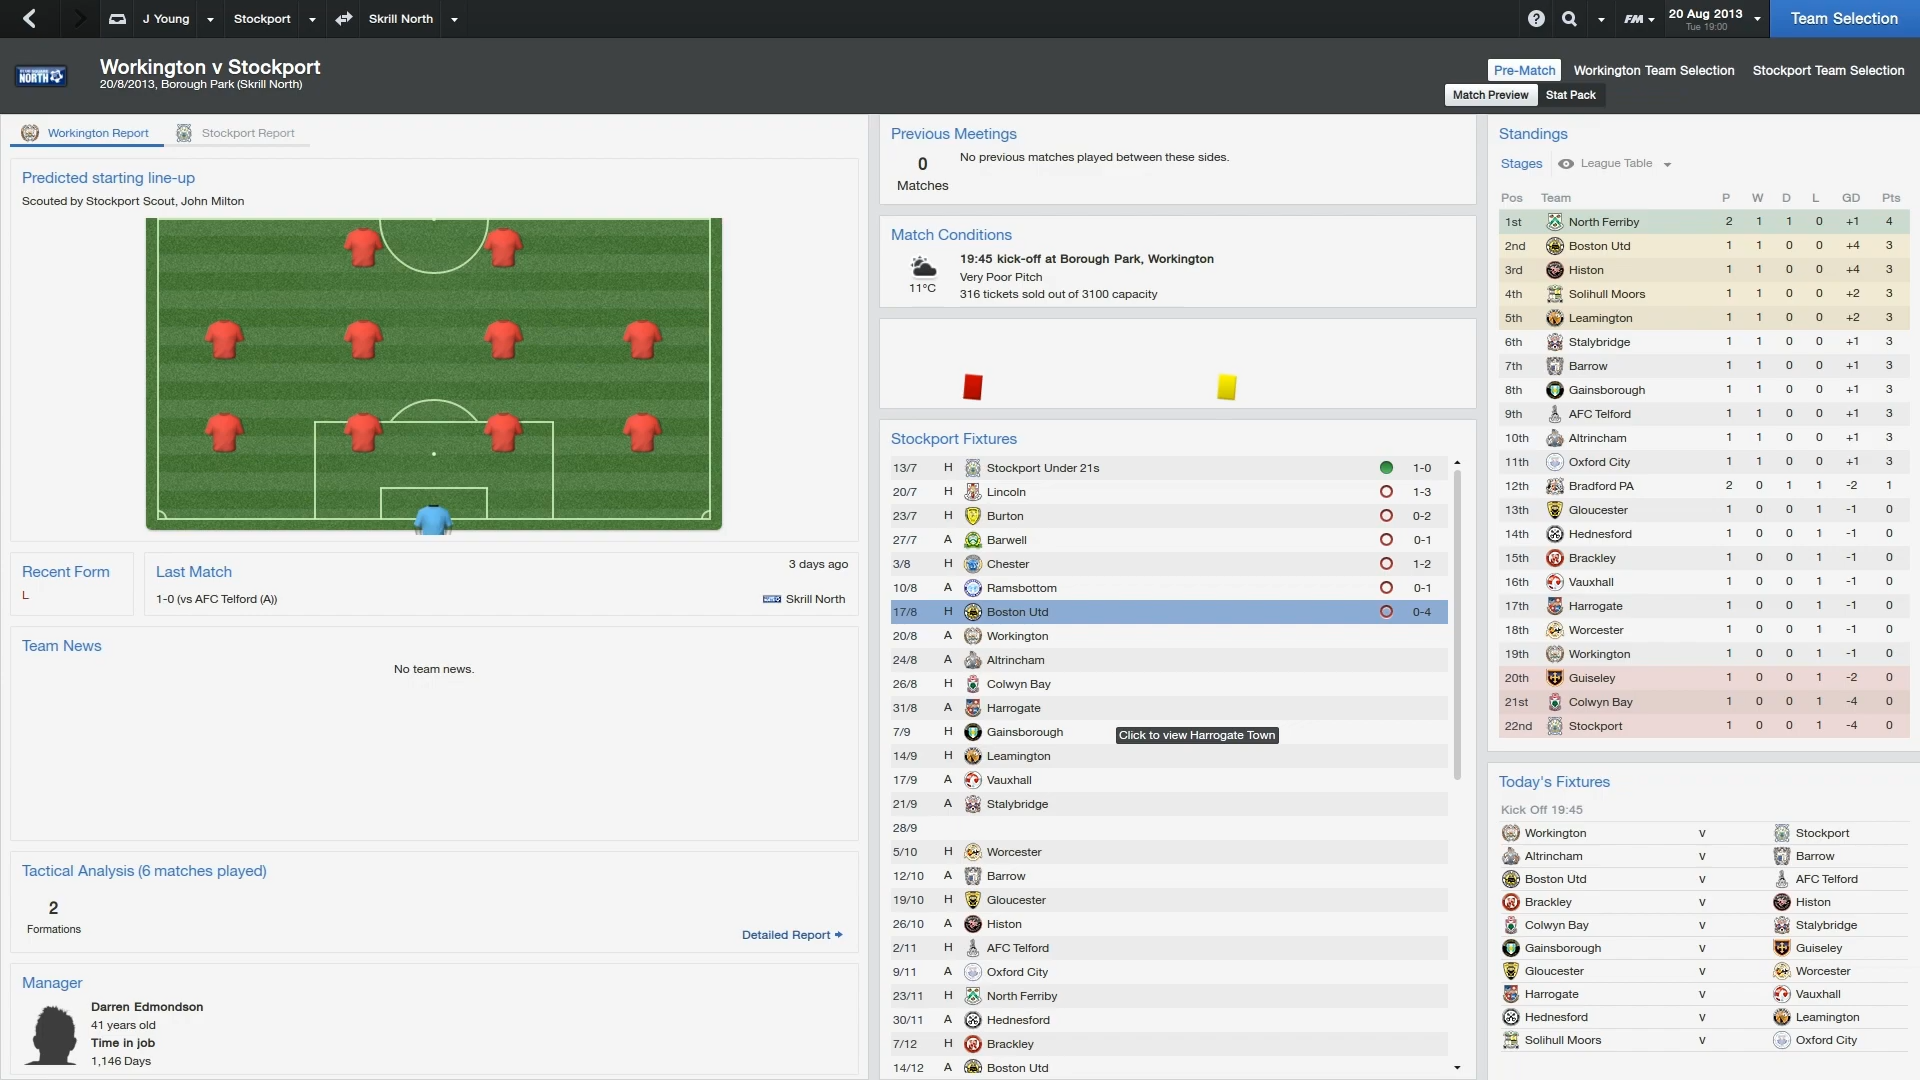 J Young
Stockport
Skrill North
FM
20 Aug 2013
Tue 19:00
Team Selection
NORTH
Workington v Stockport
20/8/2013, Borough Park (Skrill North)
Pre-Match
Workington Team Selection
Stockport Team Selection
Match Preview
Stat Pack
Workington Report
Stockport Report
Predicted starting line-up
Scouted by Stockport Scout, John Milton
Recent Form
L
Last Match
3 days ago
1-0 (vs AFC Telford (A))
Skrill North
Team News
No team news.
Tactical Analysis (6 matches played)
2
Formations
Detailed Report
Manager
Darren Edmondson
41 years old
Time in job
1,146 Days
Previous Meetings
0
Matches
No previous matches played between these sides.
Match Conditions
11°C
19:45 kick-off at Borough Park, Workington
Very Poor Pitch
316 tickets sold out of 3100 capacity
Stockport Fixtures
13/7 H Stockport Under 21s 1-0
20/7 H Lincoln 1-3
23/7 H Burton 0-2
27/7 A Barwell 0-1
3/8 H Chester 1-2
10/8 A Ramsbottom 0-1
17/8 H Boston Utd 0-4
20/8 A Workington
24/8 A Altrincham
26/8 H Colwyn Bay
31/8 A Harrogate
7/9 H Gainsborough
Click to view Harrogate Town
14/9 H Leamington
17/9 A Vauxhall
21/9 A Stalybridge
28/9
5/10 H Worcester
12/10 A Barrow
19/10 H Gloucester
26/10 A Histon
2/11 H AFC Telford
9/11 A Oxford City
23/11 H North Ferriby
30/11 A Hednesford
7/12 H Brackley
14/12 A Boston Utd
Standings
Stages
League Table
Pos Team P W D L GD Pts
1st North Ferriby 2 1 1 0 +1 4
2nd Boston Utd 1 1 0 0 +4 3
3rd Histon 1 1 0 0 +4 3
4th Solihull Moors 1 1 0 0 +2 3
5th Leamington 1 1 0 0 +2 3
6th Stalybridge 1 1 0 0 +1 3
7th Barrow 1 1 0 0 +1 3
8th Gainsborough 1 1 0 0 +1 3
9th AFC Telford 1 1 0 0 +1 3
10th Altrincham 1 1 0 0 +1 3
11th Oxford City 1 1 0 0 +1 3
12th Bradford PA 2 0 1 1 -2 1
13th Gloucester 1 0 0 1 -1 0
14th Hednesford 1 0 0 1 -1 0
15th Brackley 1 0 0 1 -1 0
16th Vauxhall 1 0 0 1 -1 0
17th Harrogate 1 0 0 1 -1 0
18th Worcester 1 0 0 1 -1 0
19th Workington 1 0 0 1 -1 0
20th Guiseley 1 0 0 1 -2 0
21st Colwyn Bay 1 0 0 1 -4 0
22nd Stockport 1 0 0 1 -4 0
Today's Fixtures
Kick Off 19:45
Workington v Stockport
Altrincham v Barrow
Boston Utd v AFC Telford
Brackley v Histon
Colwyn Bay v Stalybridge
Gainsborough v Guiseley
Gloucester v Worcester
Harrogate v Vauxhall
Hednesford v Leamington
Solihull Moors v Oxford City